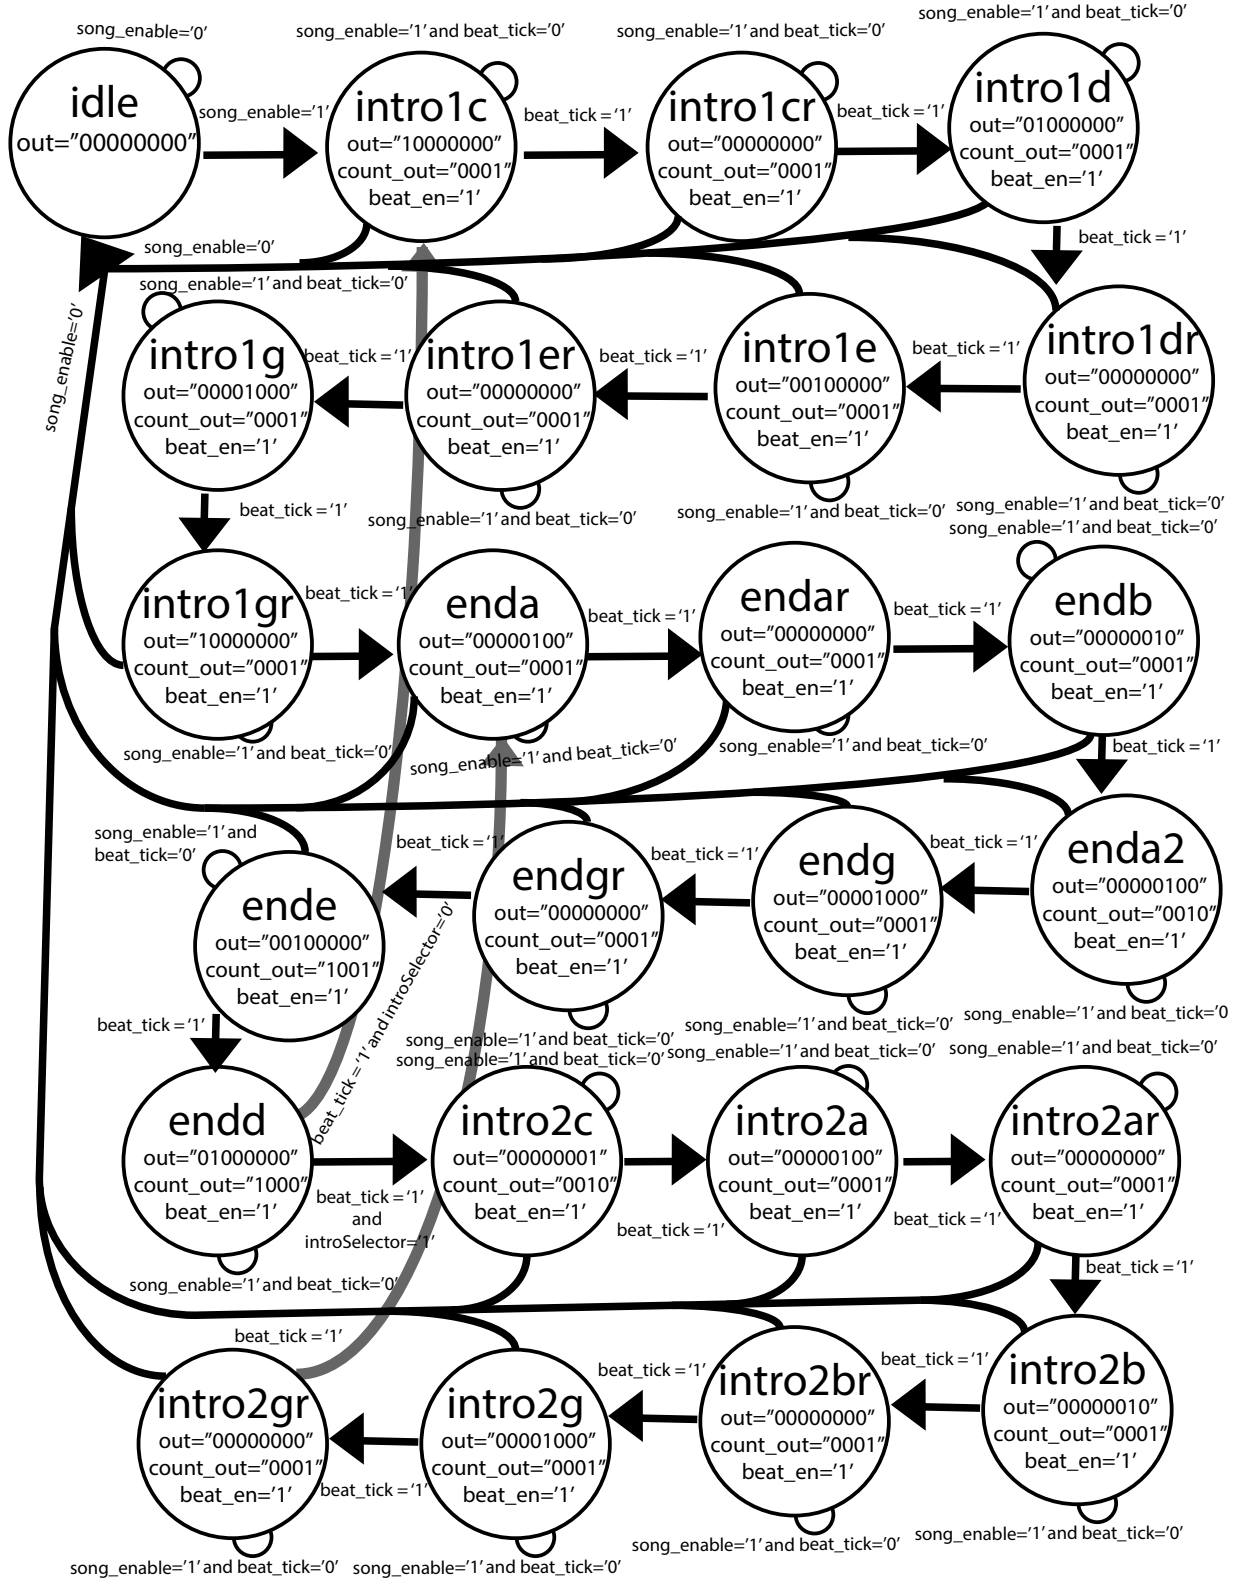 song_enable='0'
idle
out="00000000"
song_enable='1'
song_enable='1' and beat_tick='0'
intro1c
out="10000000"
count_out="0001"
beat_en='1'
beat_tick = '1'
song_enable='1' and beat_tick='0'
intro1cr
out="00000000"
count_out="0001"
beat_en='1'
beat_tick = '1'
song_enable='1' and beat_tick='0'
intro1d
out="01000000"
count_out="0001"
beat_en='1'
beat_tick = '1'
song_enable='0'
song_enable='0'
song_enable='1' and beat_tick='0'
intro1g
out="00001000"
count_out="0001"
beat_en='1'
beat_tick = '1'
intro1er
out="00000000"
count_out="0001"
beat_en='1'
song_enable='1' and beat_tick='0'
beat_tick = '1'
intro1e
out="00100000"
count_out="0001"
beat_en='1'
song_enable='1' and beat_tick='0'
beat_tick = '1'
intro1dr
out="00000000"
count_out="0001"
beat_en='1'
song_enable='1' and beat_tick='0'
beat_tick = '1'
intro1gr
out="10000000"
count_out="0001"
beat_en='1'
song_enable='1' and beat_tick='0'
beat_tick = '1'
enda
out="00000100"
count_out="0001"
beat_en='1'
song_enable='1' and beat_tick='0'
beat_tick = '1'
endar
out="00000000"
count_out="0001"
beat_en='1'
song_enable='1' and beat_tick='0'
beat_tick = '1'
song_enable='1' and beat_tick='0'
endb
out="00000010"
count_out="0001"
beat_en='1'
beat_tick = '1'
song_enable='1' and
beat_tick='0'
ende
out="00100000"
count_out="1001"
beat_en='1'
beat_tick = '1'
endgr
out="00000000"
count_out="0001"
beat_en='1'
song_enable='1' and beat_tick='0'
beat_tick = '1'
endg
out="00001000"
count_out="0001"
beat_en='1'
song_enable='1' and beat_tick='0'
beat_tick = '1'
enda2
out="00000100"
count_out="0010"
beat_en='1'
song_enable='1' and beat_tick='0
beat_tick = '1'
beat_tick = '1' and introSelector='0'
endd
out="01000000"
count_out="1000"
beat_en='1'
song_enable='1' and beat_tick='0'
beat_tick = '1'
and
introSelector='1'
song_enable='1' and beat_tick='0'
intro2c
out="00000001"
count_out="0010"
beat_en='1'
beat_tick = '1'
song_enable='1' and beat_tick='0'
intro2a
out="00000100"
count_out="0001"
beat_en='1'
beat_tick = '1'
song_enable='1' and beat_tick='0'
intro2ar
out="00000000"
count_out="0001"
beat_en='1'
beat_tick = '1'
beat_tick = '1'
intro2gr
out="00000000"
count_out="0001"
beat_en='1'
song_enable='1' and beat_tick='0'
beat_tick = '1'
intro2g
out="00001000"
count_out="0001"
beat_en='1'
song_enable='1' and beat_tick='0'
beat_tick = '1'
intro2br
out="00000000"
count_out="0001"
beat_en='1'
song_enable='1' and beat_tick='0'
beat_tick = '1'
intro2b
out="00000010"
count_out="0001"
beat_en='1'
song_enable='1' and beat_tick='0'